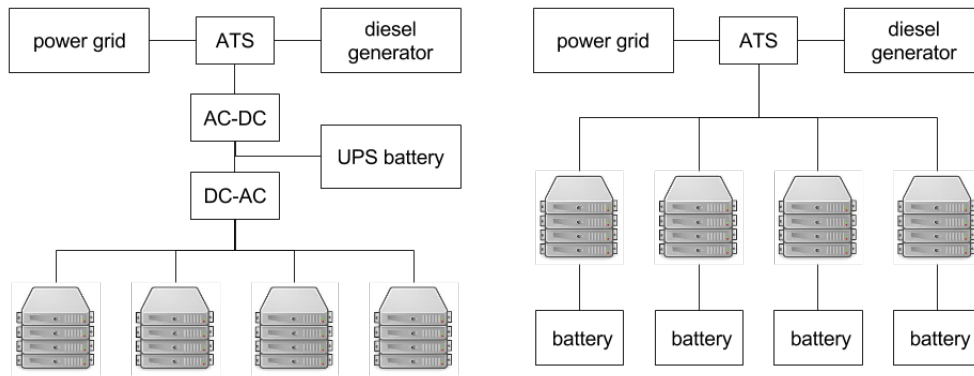 power grid
ATS
diesel
generator
AC-DC
UPS battery
DC-AC
power grid
ATS
diesel
generator
battery
battery
battery
battery